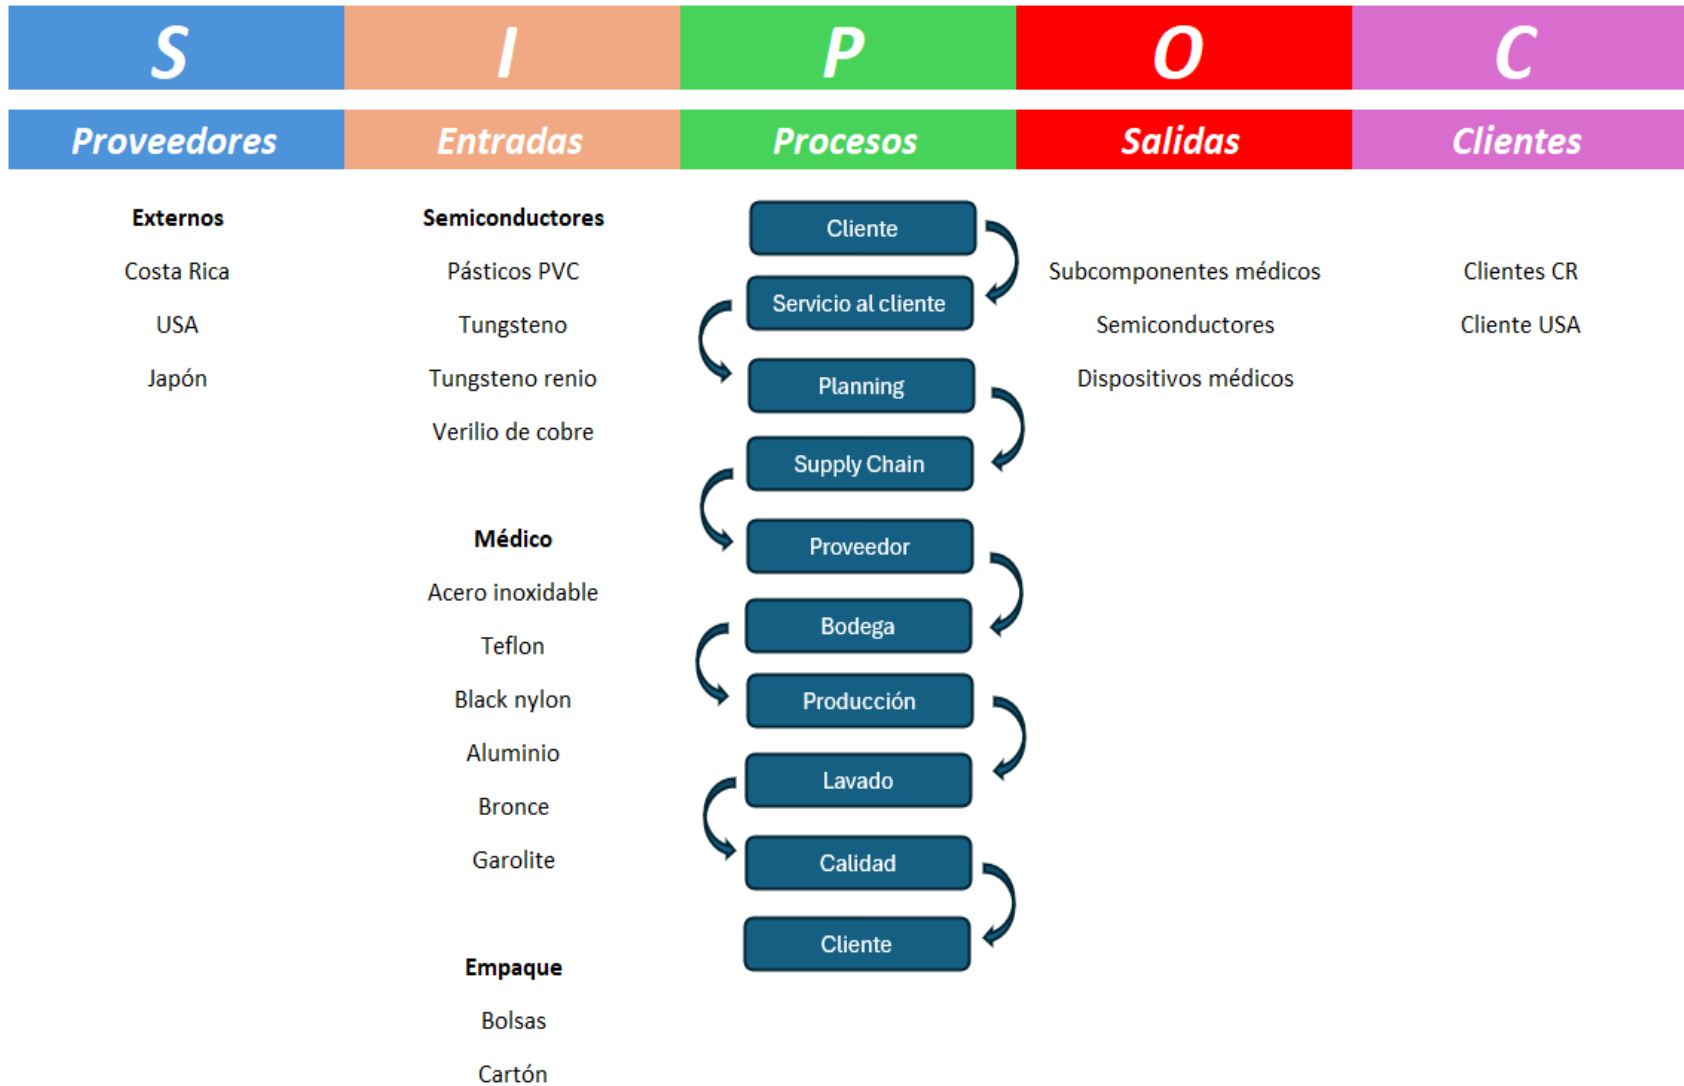 S
I
P
O
C
Proveedores
Entradas
Procesos
Salidas
Clientes
Externos
Costa Rica
USA
Japón
Semiconductores
Pásticos PVC
Tungsteno
Tungsteno renio
Verilio de cobre
Médico
Acero inoxidable
Teflon
Black nylon
Aluminio
Bronce
Garolite
Empaque
Bolsas
Cartón
Cliente
Servicio al cliente
Planning
Supply Chain
Proveedor
Bodega
Producción
Lavado
Calidad
Cliente
Subcomponentes médicos
Semiconductores
Dispositivos médicos
Clientes CR
Cliente USA